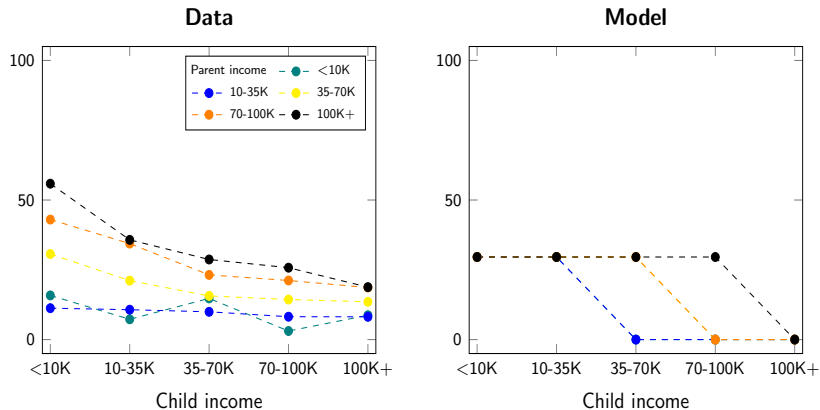 Data
100
50
0
Parent income
<10K
10-35K
35-70K
70-100K
100K+
<10K
10-35K
35-70K
70-100K
100K+
Child income
Model
100
50
0
<10K
10-35K
35-70K
70-100K
100K+
Child income